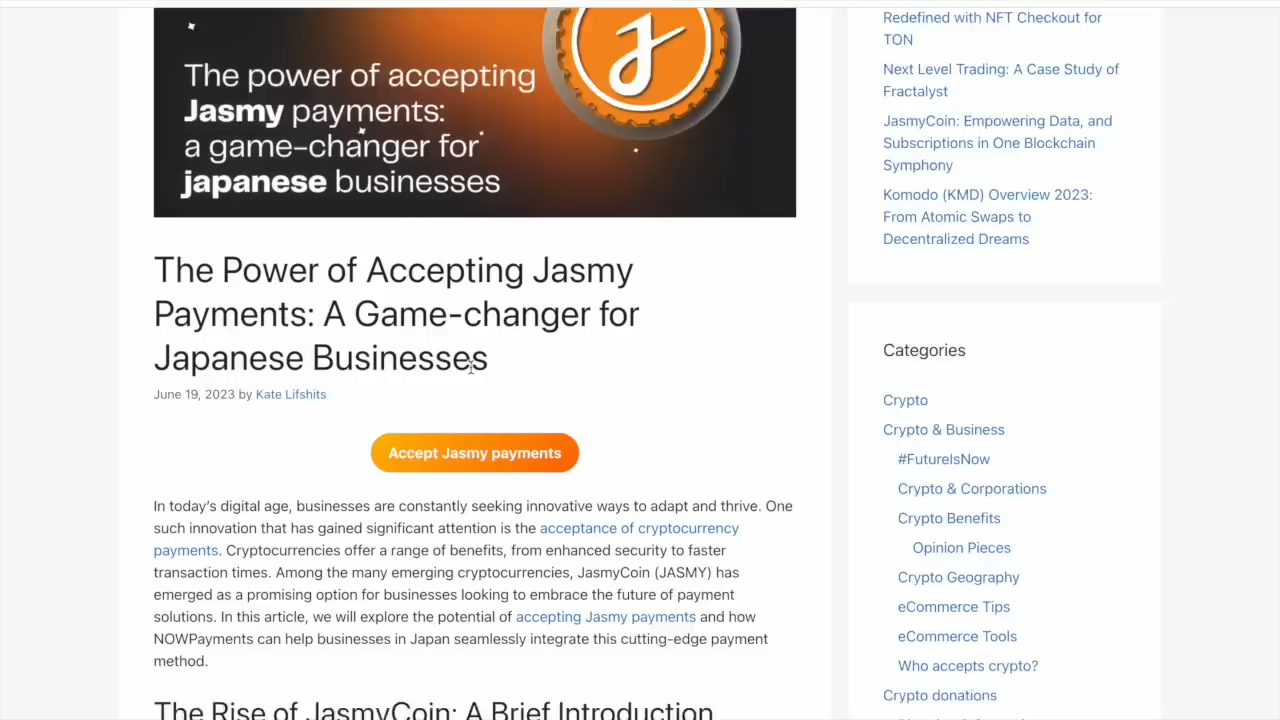 The power of accepting
Jasmy payments:
a game-changer for
japanese businesses
The Power of Accepting Jasmy
Payments: A Game-changer for
Japanese Businesses
June 19, 2023 by Kate Lifshits
Accept Jasmy payments
In today's digital age, businesses are constantly seeking innovative ways to adapt and thrive. One
such innovation that has gained significant attention is the acceptance of cryptocurrency
payments. Cryptocurrencies offer a range of benefits, from enhanced security to faster
transaction times. Among the many emerging cryptocurrencies, JasmyCoin (JASMY) has
emerged as a promising option for businesses looking to embrace the future of payment
solutions. In this article, we will explore the potential of accepting Jasmy payments and how
NOWPayments can help businesses in Japan seamlessly integrate this cutting-edge payment
method.
The Rise of JasmyCoin: A Brief Introduction
Redefined with NFT Checkout for
TON
Next Level Trading: A Case Study of
Fractalyst
JasmyCoin: Empowering Data, and
Subscriptions in One Blockchain
Symphony
Komodo (KMD) Overview 2023:
From Atomic Swaps to
Decentralized Dreams
Categories
Crypto
Crypto & Business
#FutureIsNow
Crypto & Corporations
Crypto Benefits
Opinion Pieces
Crypto Geography
eCommerce Tips
eCommerce Tools
Who accepts crypto?
Crypto donations